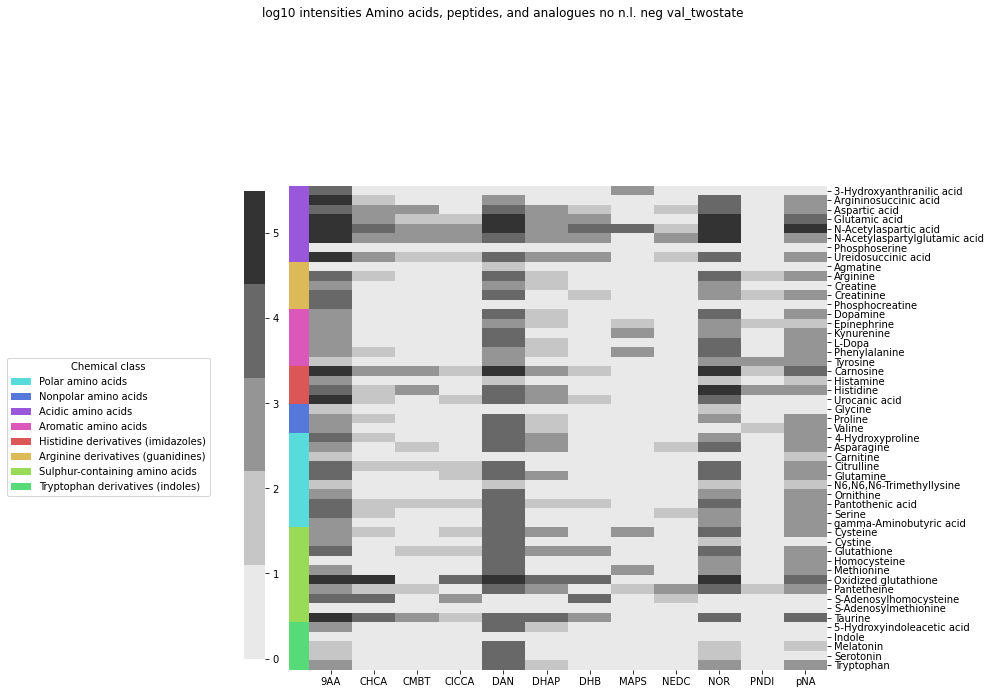 log10 intensities Amino acids, peptides, and analogues no n.l. neg val_twostate
5
4
3
2
1
0
Chemical class
Polar amino acids
Nonpolar amino acids
Acidic amino acids
Aromatic amino acids
Histidine derivatives (imidazoles)
Arginine derivatives (guanidines)
Sulphur-containing amino acids
Tryptophan derivatives (indoles)
3-Hydroxyanthranilic acid
Argininosuccinic acid
Aspartic acid
Glutamic acid
N-Acetylaspartic acid
N-Acetylaspartylglutamic acid
Phosphoserine
Ureidosuccinic acid
Agmatine
Arginine
Creatine
Creatinine
Phosphocreatine
Dopamine
Epinephrine
Kynurenine
L-Dopa
Phenylalanine
Tyrosine
Carnosine
Histamine
Histidine
Urocanic acid
Glycine
Proline
Valine
4-Hydroxyproline
Asparagine
Carnitine
Citrulline
Glutamine
N6,N6,N6-Trimethyllysine
Ornithine
Pantothenic acid
Serine
gamma-Aminobutyric acid
Cysteine
Cystine
Glutathione
Homocysteine
Methionine
Oxidized glutathione
Pantetheine
S-Adenosylhomocysteine
S-Adenosylmethionine
Taurine
5-Hydroxyindoleacetic acid
Indole
Melatonin
Serotonin
Tryptophan
9AA CHCA CMBT ClCCA DAN DHAP DHB MAPS NEDC NOR PNDI pNA